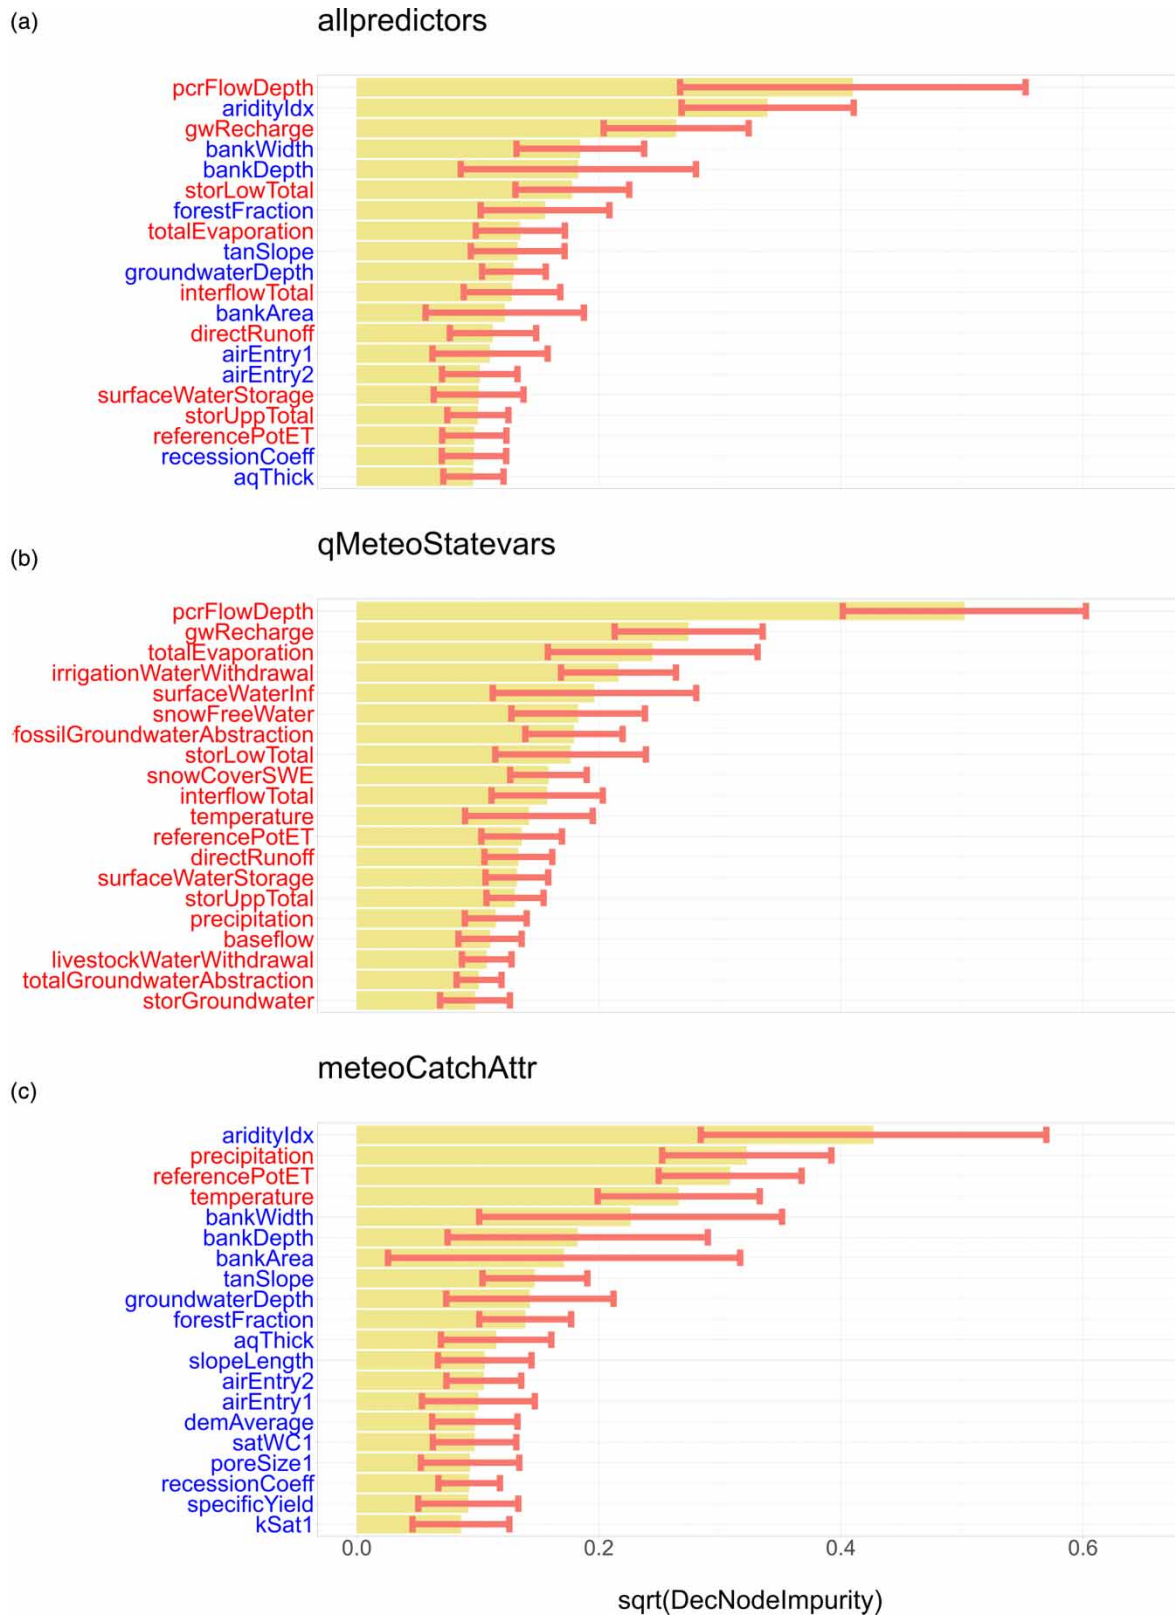 (a)
allpredictors
pcrFlowDepth
aridityIdx
gwRecharge
bankWidth
bankDepth
storLowTotal
forestFraction
totalEvaporation
tanSlope
groundwaterDepth
interflowTotal
bankArea
directRunoff
airEntry1
airEntry2
surfaceWaterStorage
storUppTotal
referencePotET
recessionCoeff
aqThick
(b)
qMeteoStatevars
pcrFlowDepth
gwRecharge
totalEvaporation
irrigationWaterWithdrawal
surfaceWaterInf
snowFreeWater
fossilGroundwaterAbstraction
storLowTotal
snowCoverSWE
interflowTotal
temperature
referencePotET
directRunoff
surfaceWaterStorage
storUppTotal
precipitation
baseflow
livestockWaterWithdrawal
totalGroundwaterAbstraction
storGroundwater
(c)
meteoCatchAttr
aridityIdx
precipitation
referencePotET
temperature
bankWidth
bankDepth
bankArea
tanSlope
groundwaterDepth
forestFraction
aqThick
slopeLength
airEntry2
airEntry1
demAverage
satWC1
poreSize1
recessionCoeff
specificYield
kSat1
0.0 0.2 0.4 0.6
sqrt(DecNodeImpurity)